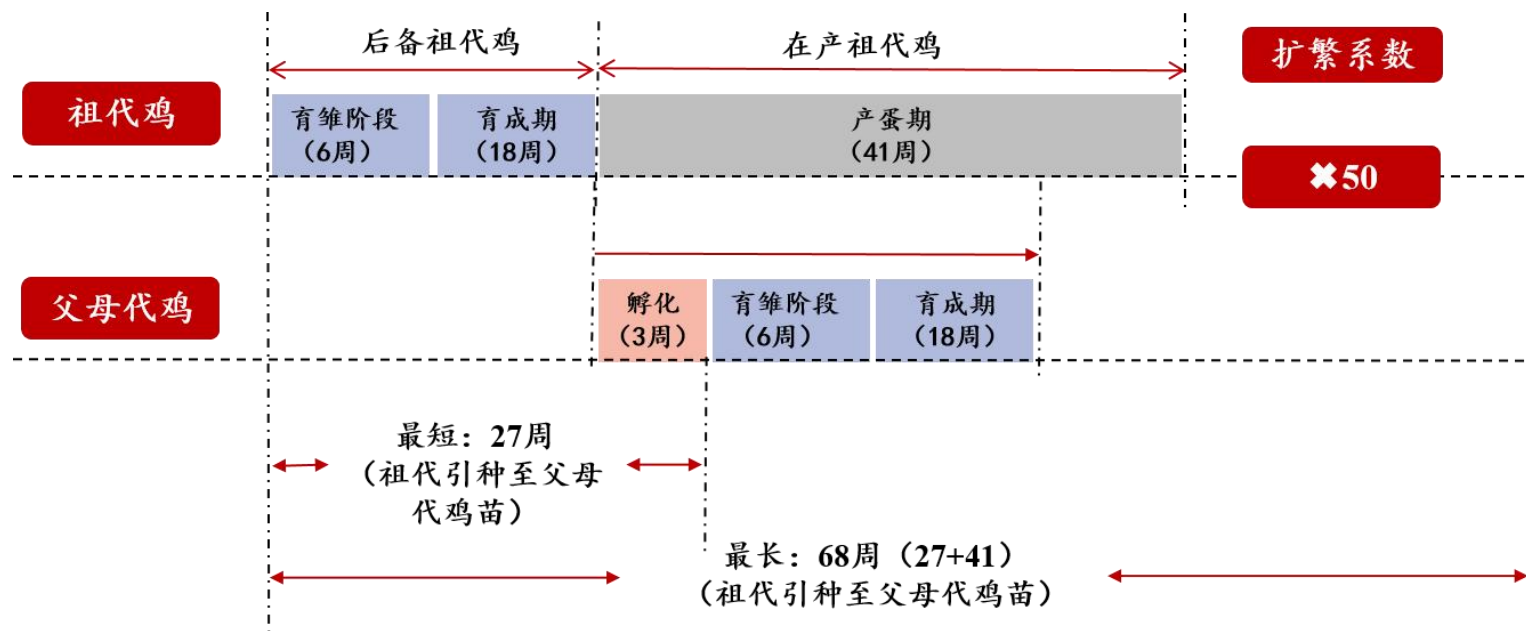 后备祖代鸡
在产祖代鸡
扩繁系数
祖代鸡
育雏阶段
（6周）
育成期
（18周）
产蛋期
（41周）
✖50
父母代鸡
孵化
（3周）
育雏阶段
（6周）
育成期
（18周）
最短：27周
（祖代引种至父母
代鸡苗）
最长：68周（27+41）
（祖代引种至父母代鸡苗）